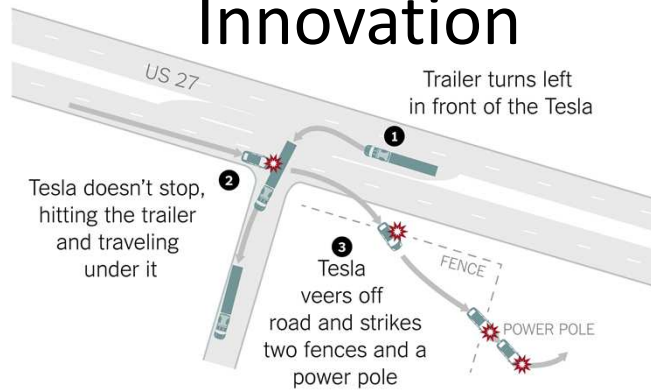 Innovation
US 27
Trailer turns left
in front of the Tesla
1
2
Tesla doesn't stop,
hitting the trailer
and traveling
under it
3
Tesla
veers off
road and strikes
two fences and a
power pole
FENCE
POWER POLE